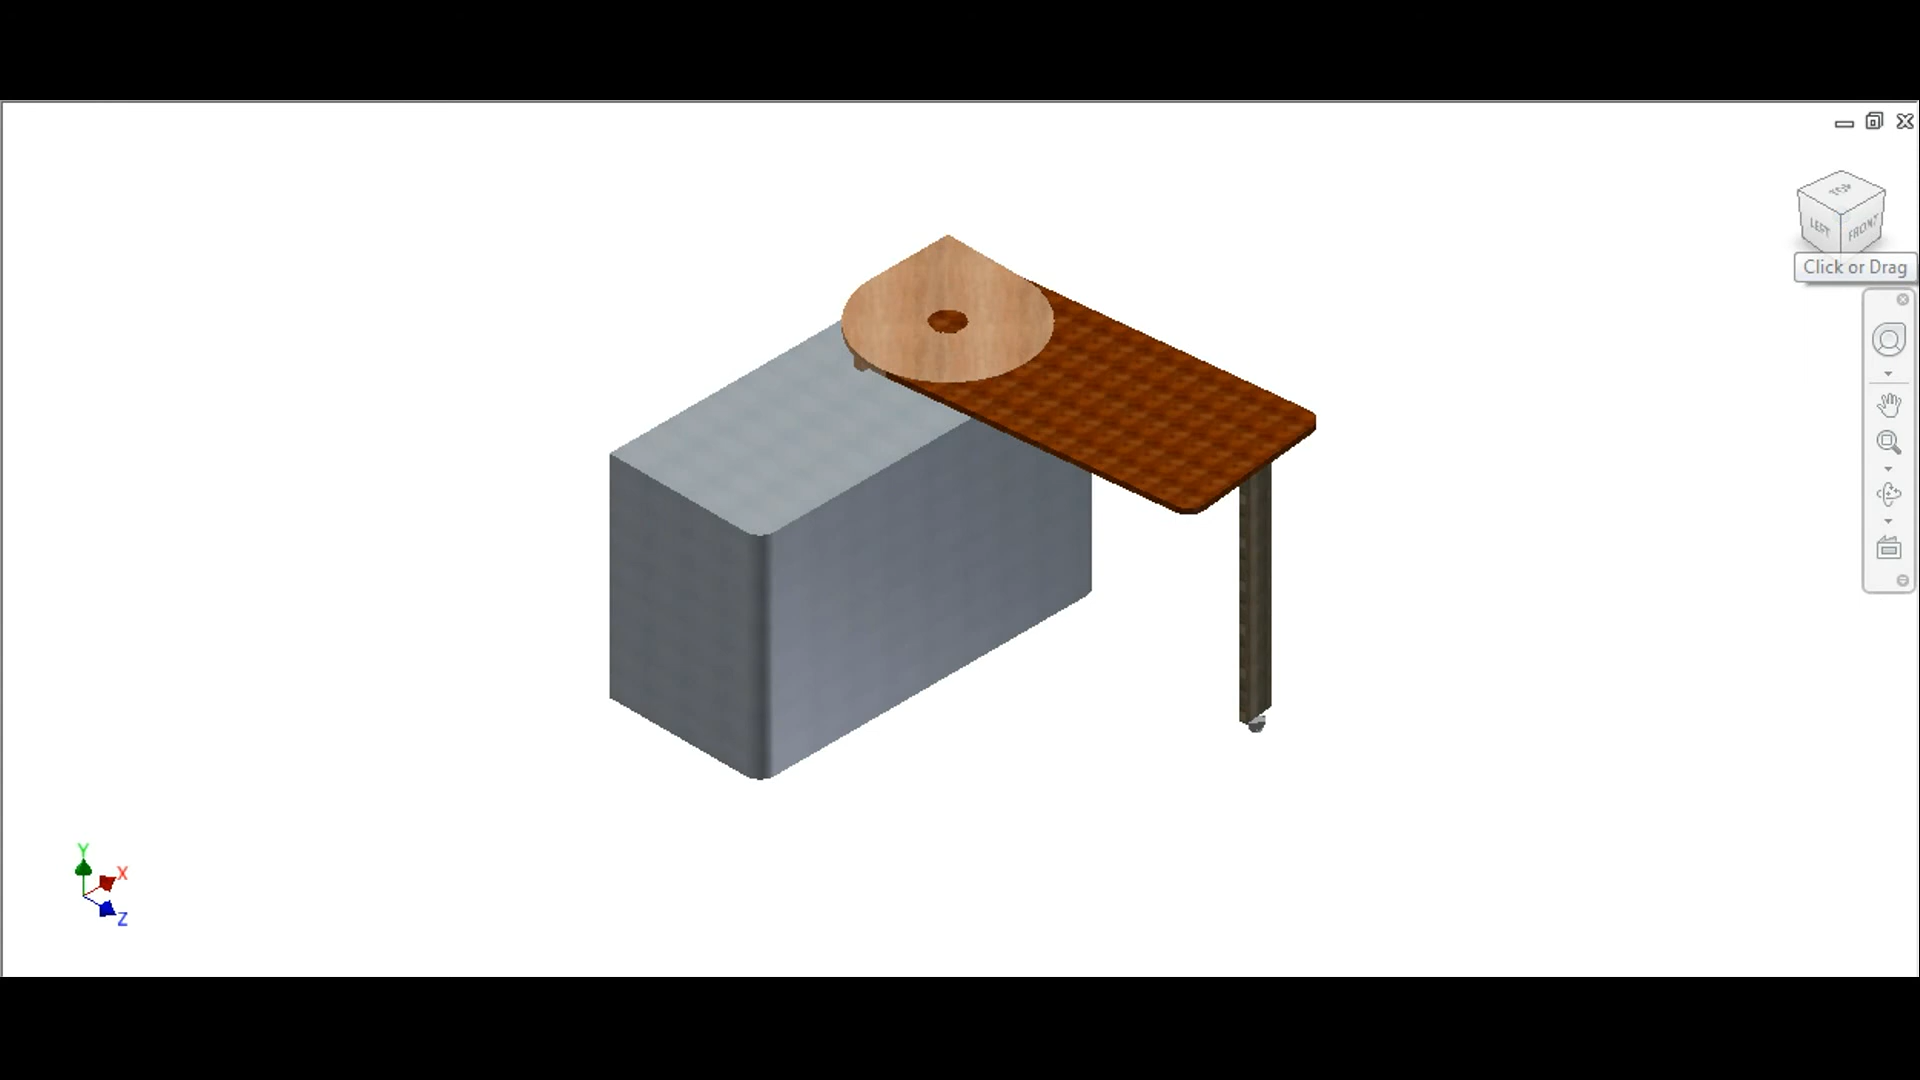 TOP
LEFT
FRONT
Click or Drag
Y
X
Z